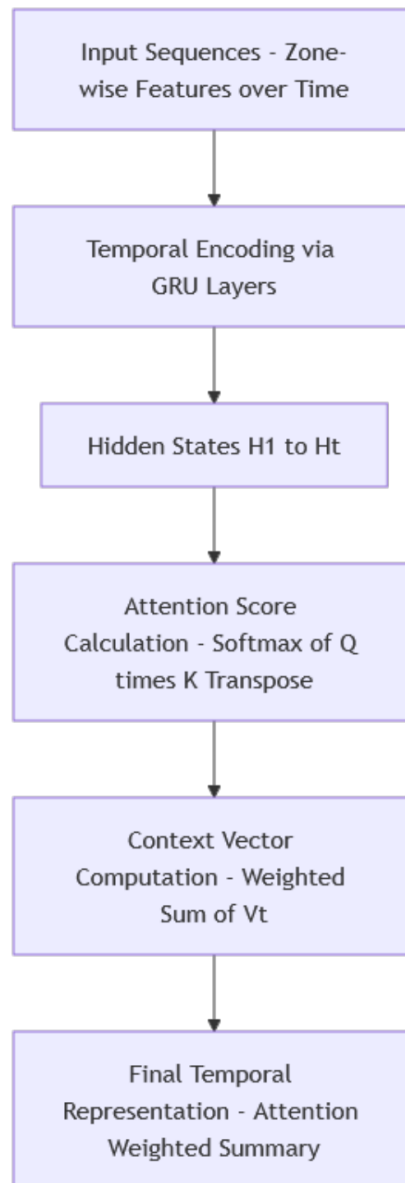 Input Sequences - Zone-
wise Features over Time
Temporal Encoding via
GRU Layers
Hidden States H1 to Ht
Attention Score
Calculation - Softmax of Q
times K Transpose
Context Vector
Computation - Weighted
Sum of Vt
Final Temporal
Representation - Attention
Weighted Summary